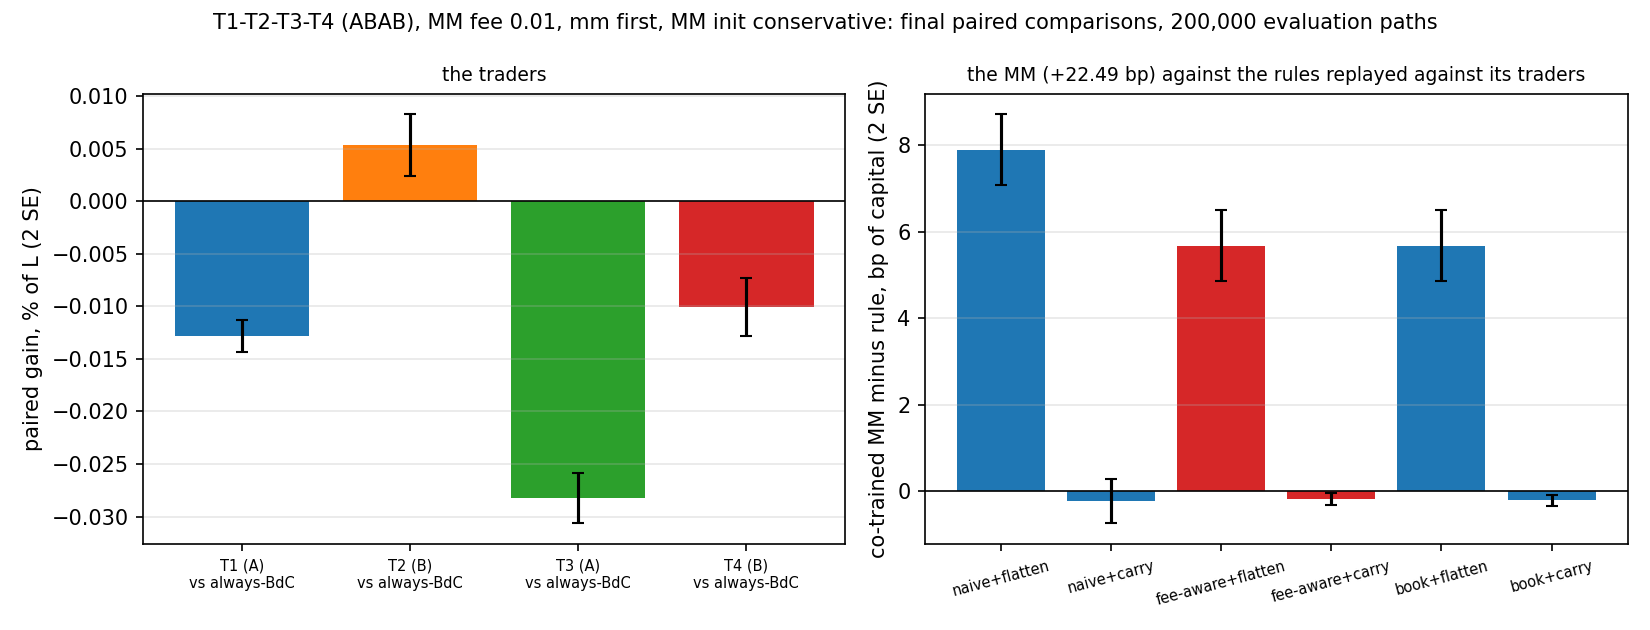 T1-T2-T3-T4 (ABAB), MM fee 0.01, mm first, MM init conservative: final paired comparisons, 200,000 evaluation paths
the traders
paired gain, % of L (2 SE)
0.010
0.005
0.000
−0.005
−0.010
−0.015
−0.020
−0.025
−0.030
T1 (A)
vs always-BdC
T2 (B)
vs always-BdC
T3 (A)
vs always-BdC
T4 (B)
vs always-BdC
the MM (+22.49 bp) against the rules replayed against its traders
co-trained MM minus rule, bp of capital (2 SE)
8
6
4
2
0
naive+flatten
naive+carry
fee-aware+flatten
fee-aware+carry
book+flatten
book+carry